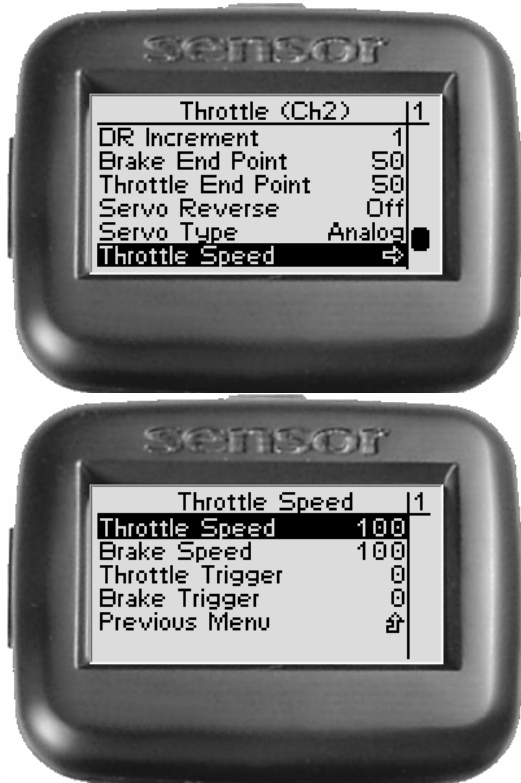 sensor
Throttle (Ch2) 1
DR Increment 1
Brake End Point 50
Throttle End Point 50
Servo Reverse Off
Servo Type Analog
Throttle Speed
sensor
Throttle Speed 1
Throttle Speed 100
Brake Speed 100
Throttle Trigger 0
Brake Trigger 0
Previous Menu